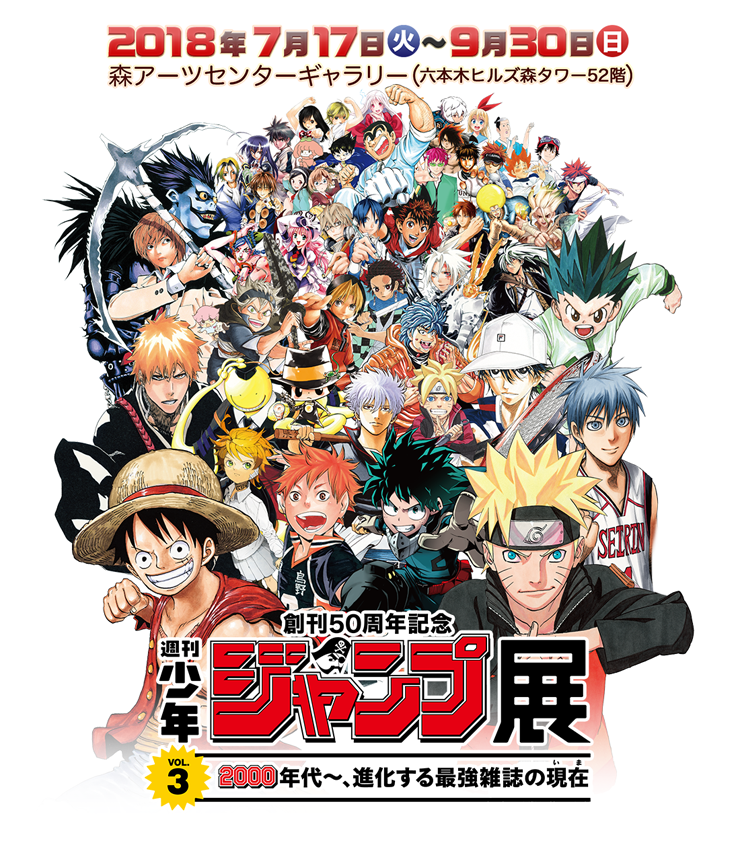 2018年7月17日火〜9月30日日
森アーツセンターギャラリー(六本木ヒルズ森タワー52階)
SEIRIN
烏野
創刊50周年記念
週刊
少年
ジャンプ展
VOL.
3
2000年代〜、進化する最強雑誌の現在
いま